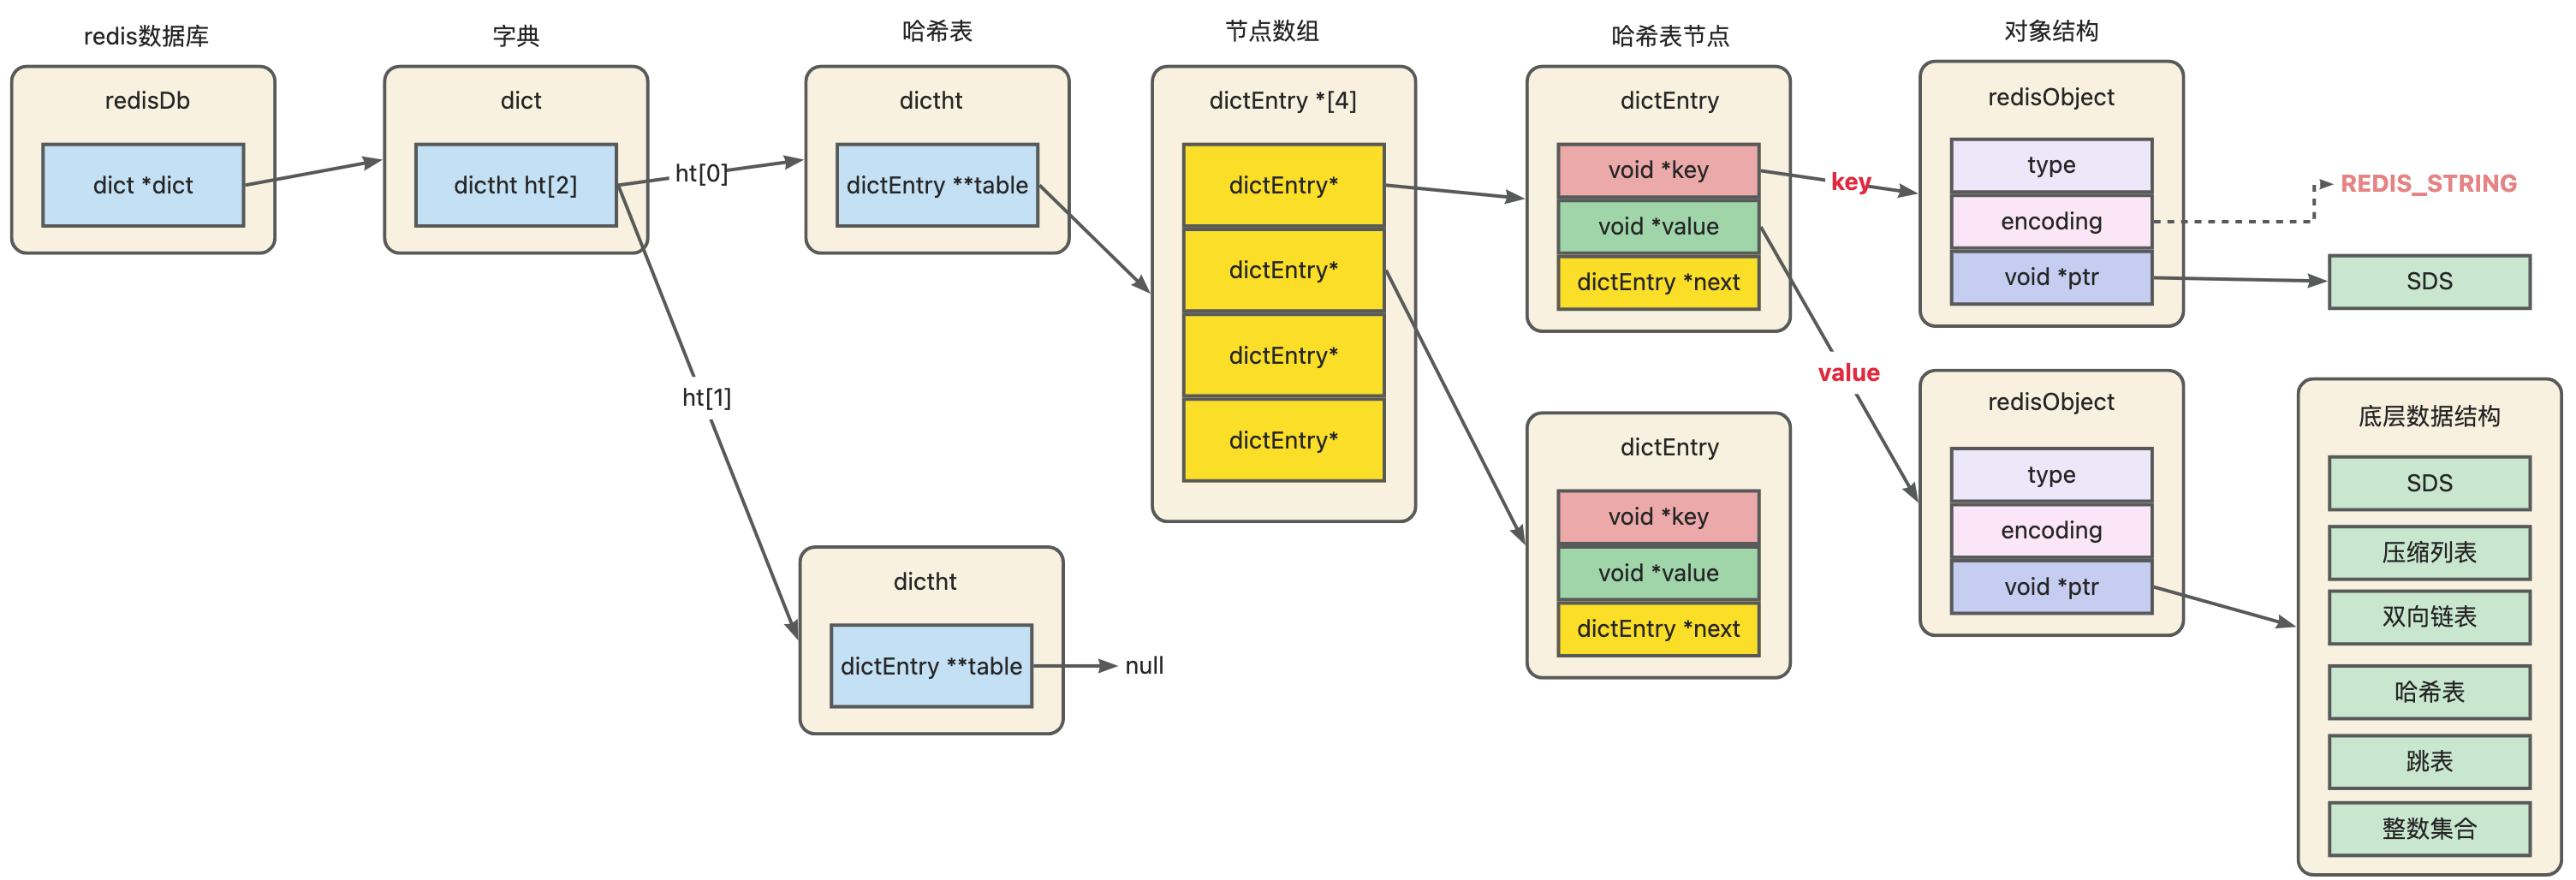 redis数据库
字典
哈希表
节点数组
哈希表节点
对象结构
redisDb
dict *dict
dict
dictht ht[2]
ht[0]
ht[1]
dictht
dictEntry **table
dictht
dictEntry **table
null
dictEntry *[4]
dictEntry*
dictEntry*
dictEntry*
dictEntry*
dictEntry
void *key
void *value
dictEntry *next
key
value
dictEntry
void *key
void *value
dictEntry *next
redisObject
type
encoding
void *ptr
REDIS_STRING
SDS
redisObject
type
encoding
void *ptr
底层数据结构
SDS
压缩列表
双向链表
哈希表
跳表
整数集合